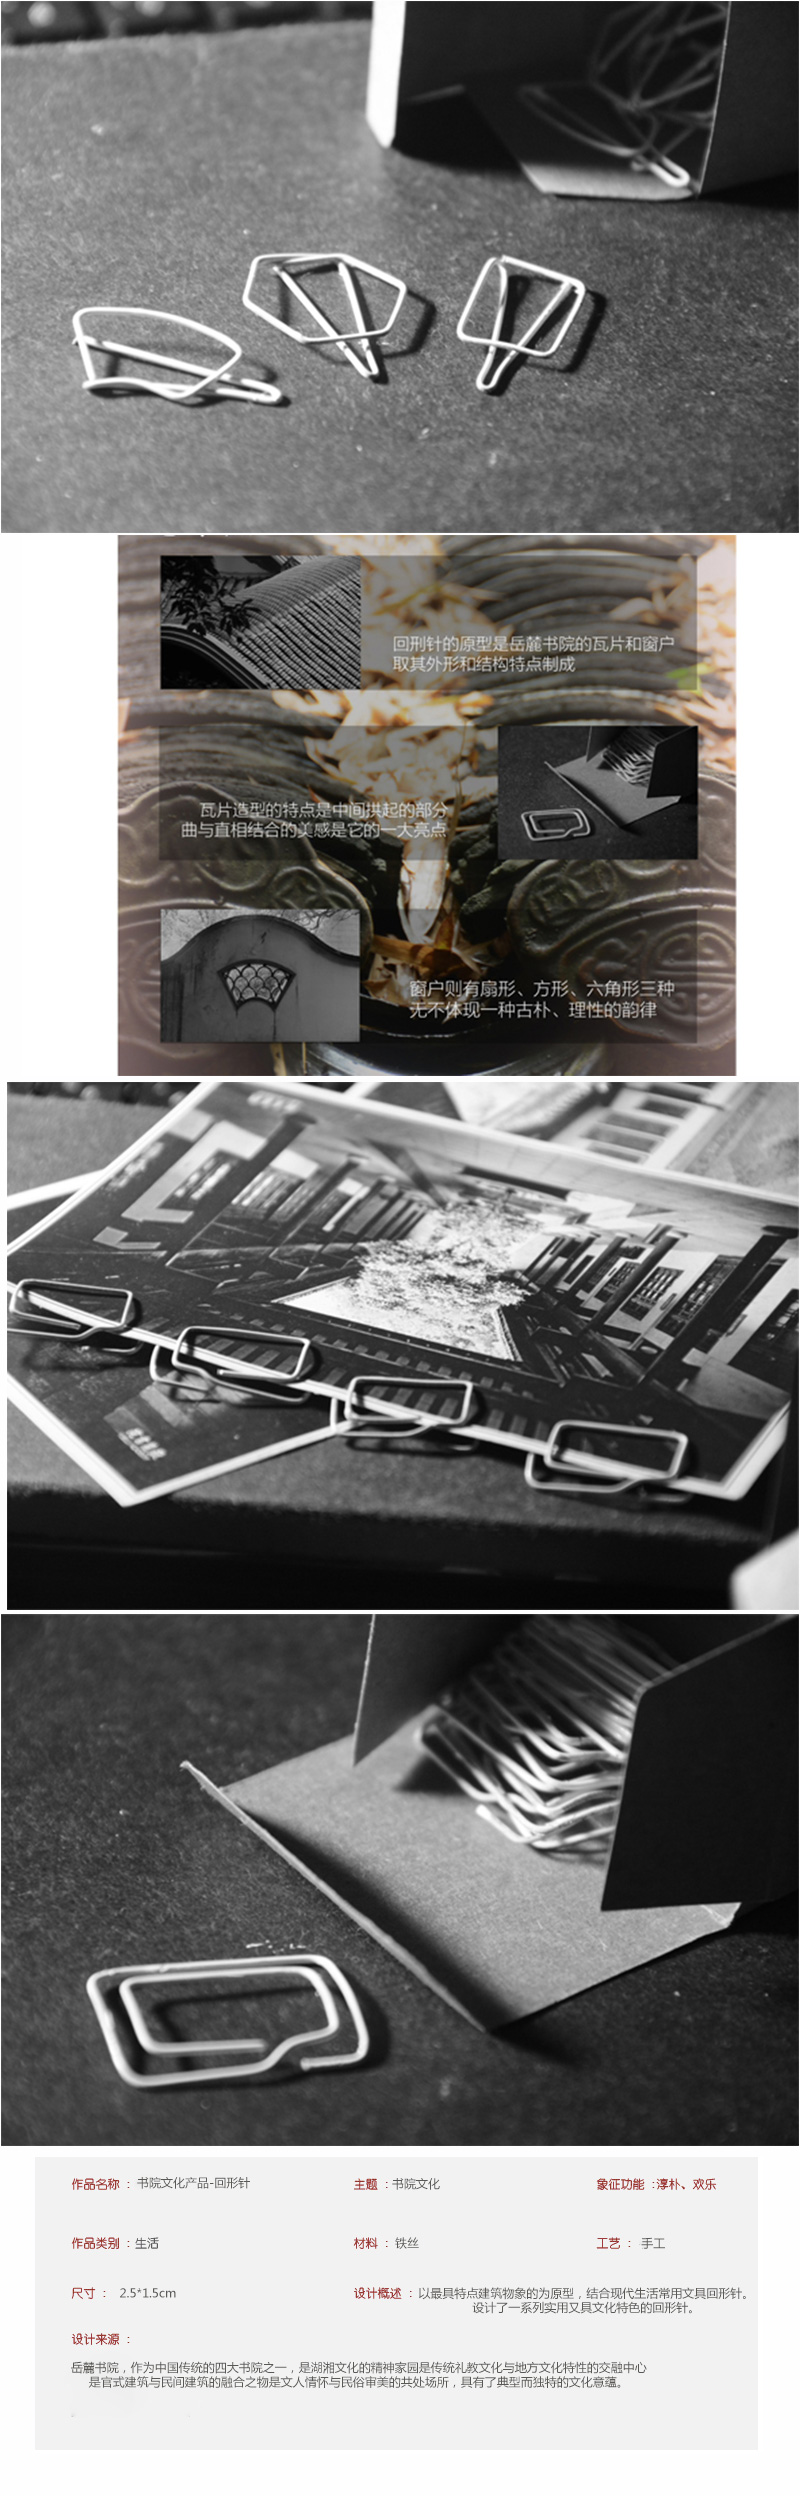 回形针的原型是岳麓书院的瓦片和窗户
取其外形和结构特点制成
瓦片造型的特点是中间拱起的部分
曲与直相结合的美感是它的一大亮点
窗户则有扇形、方形、六角形三种
无不体现一种古朴、理性的韵律
作品名称 : 书院文化产品-回形针
主题 : 书院文化
象征功能 :淳朴、欢乐
作品类别 : 生活
材料 : 铁丝
工艺 : 手工
尺寸 : 2.5*1.5cm
设计概述 : 以最具特点建筑物象的为原型，结合现代生活常用文具回形针。
设计了一系列实用又具文化特色的回形针。
设计来源 :
岳麓书院，作为中国传统的四大书院之一，是湖湘文化的精神家园是传统礼教文化与地方文化特性的交融中心
是官式建筑与民间建筑的融合之物是文人情怀与民俗审美的共处场所，具有了典型而独特的文化意蕴。